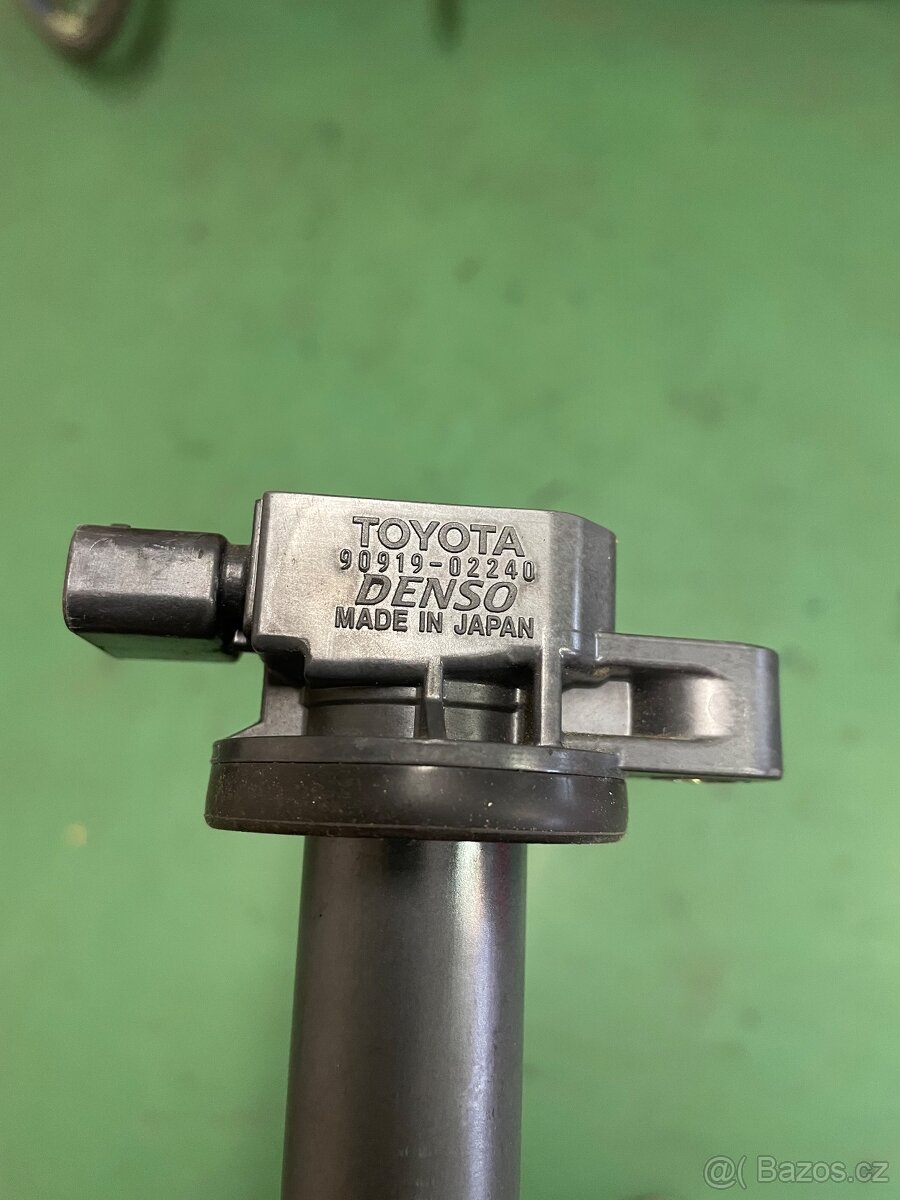 TOYOTA
90919-02240
DENSO
MADE IN JAPAN
@( Bazos.cz